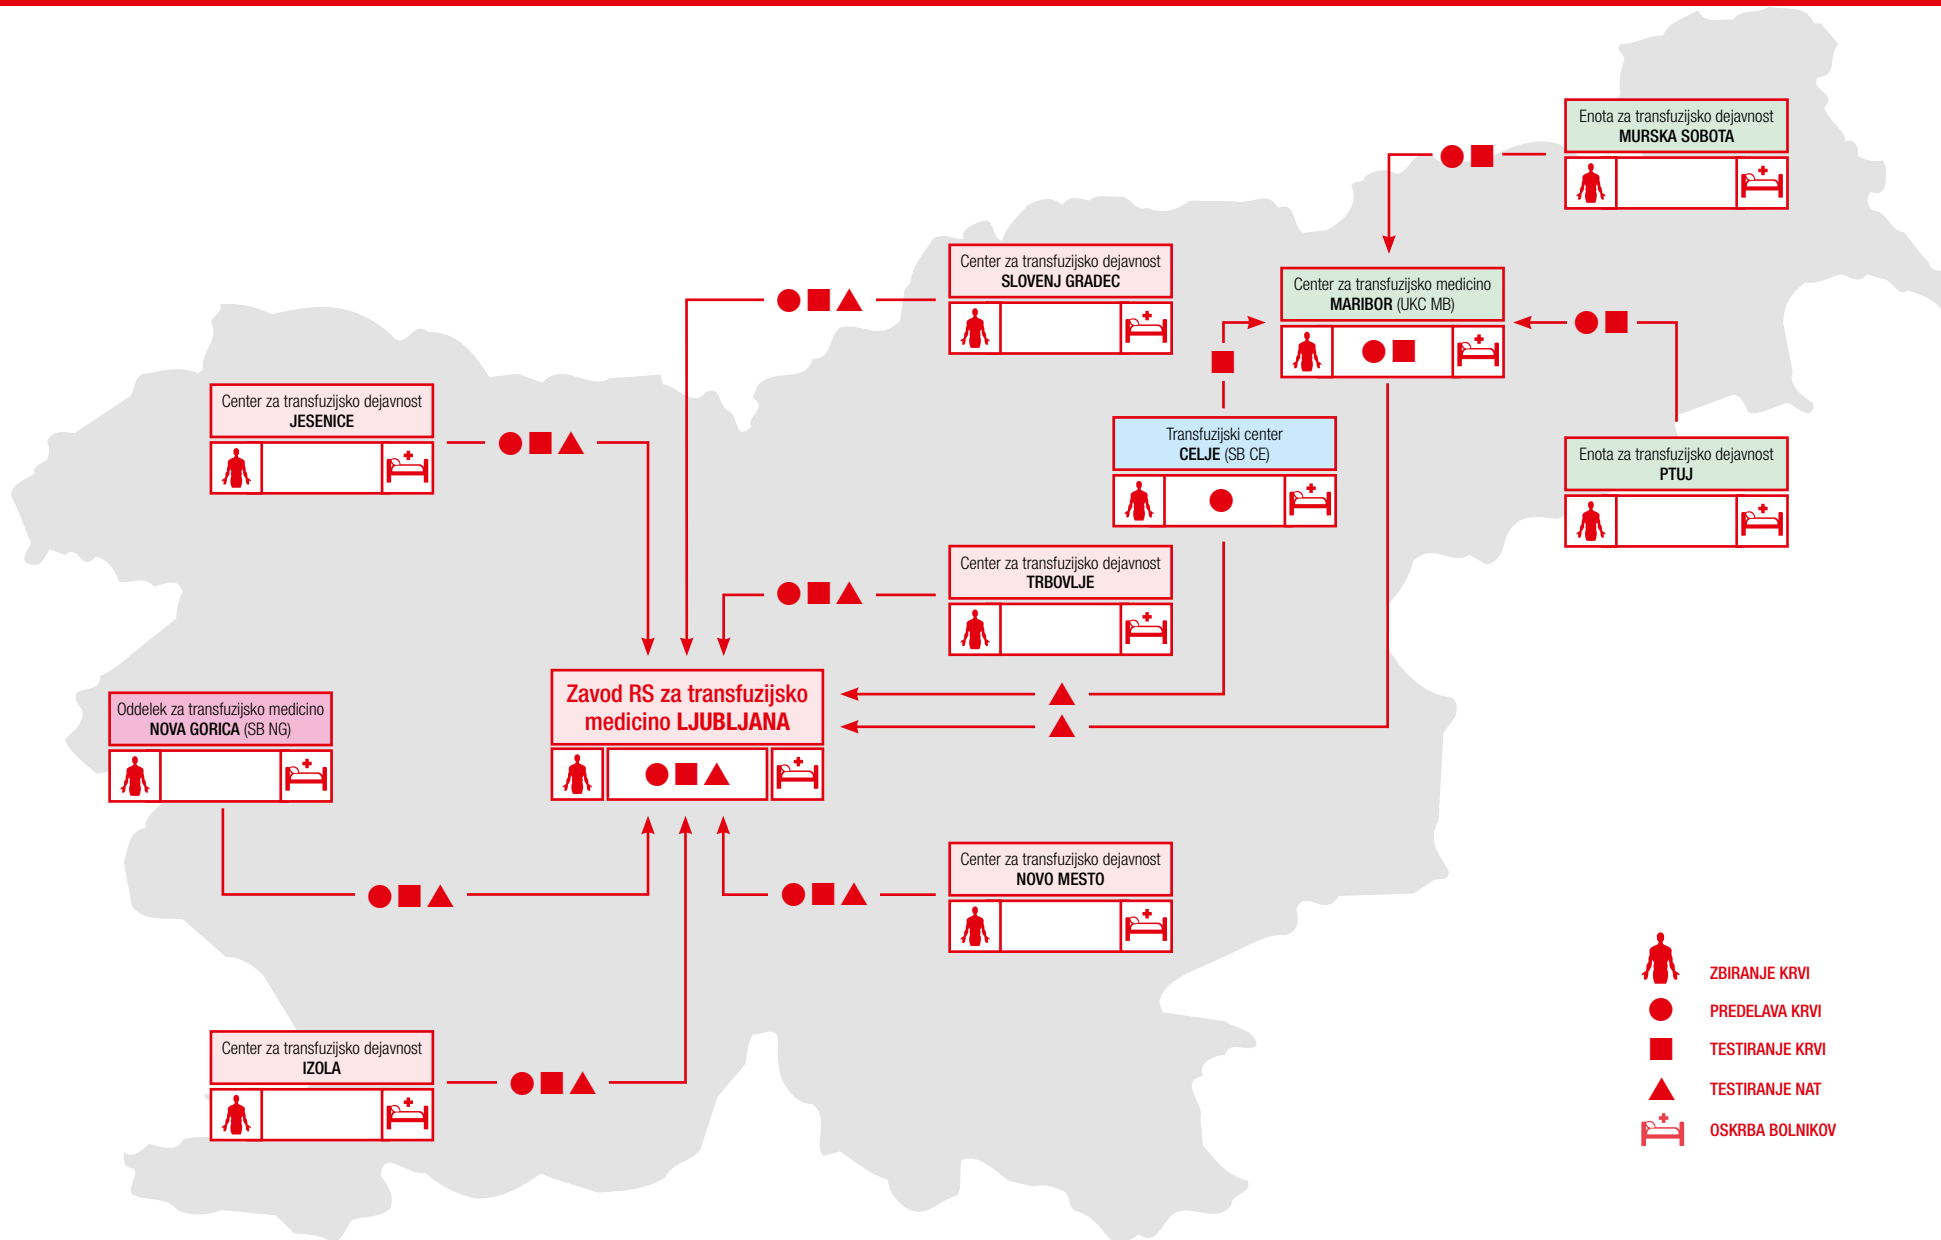 Enota za transfuzijsko dejavnost
MURSKA SOBOTA
Center za transfuzijsko dejavnost
SLOVENJ GRADEC
Center za transfuzijsko medicino
MARIBOR (UKC MB)
Center za transfuzijsko dejavnost
JESENICE
Transfuzijski center
CELJE (SB CE)
Enota za transfuzijsko dejavnost
PTUJ
Center za transfuzijsko dejavnost
TRBOVLJE
Zavod RS za transfuzijsko
medicino LJUBLJANA
Oddelek za transfuzijsko medicino
NOVA GORICA (SB NG)
Center za transfuzijsko dejavnost
NOVO MESTO
Center za transfuzijsko dejavnost
IZOLA
ZBIRANJE KRVI
PREDELAVA KRVI
TESTIRANJE KRVI
TESTIRANJE NAT
OSKRBA BOLNIKOV